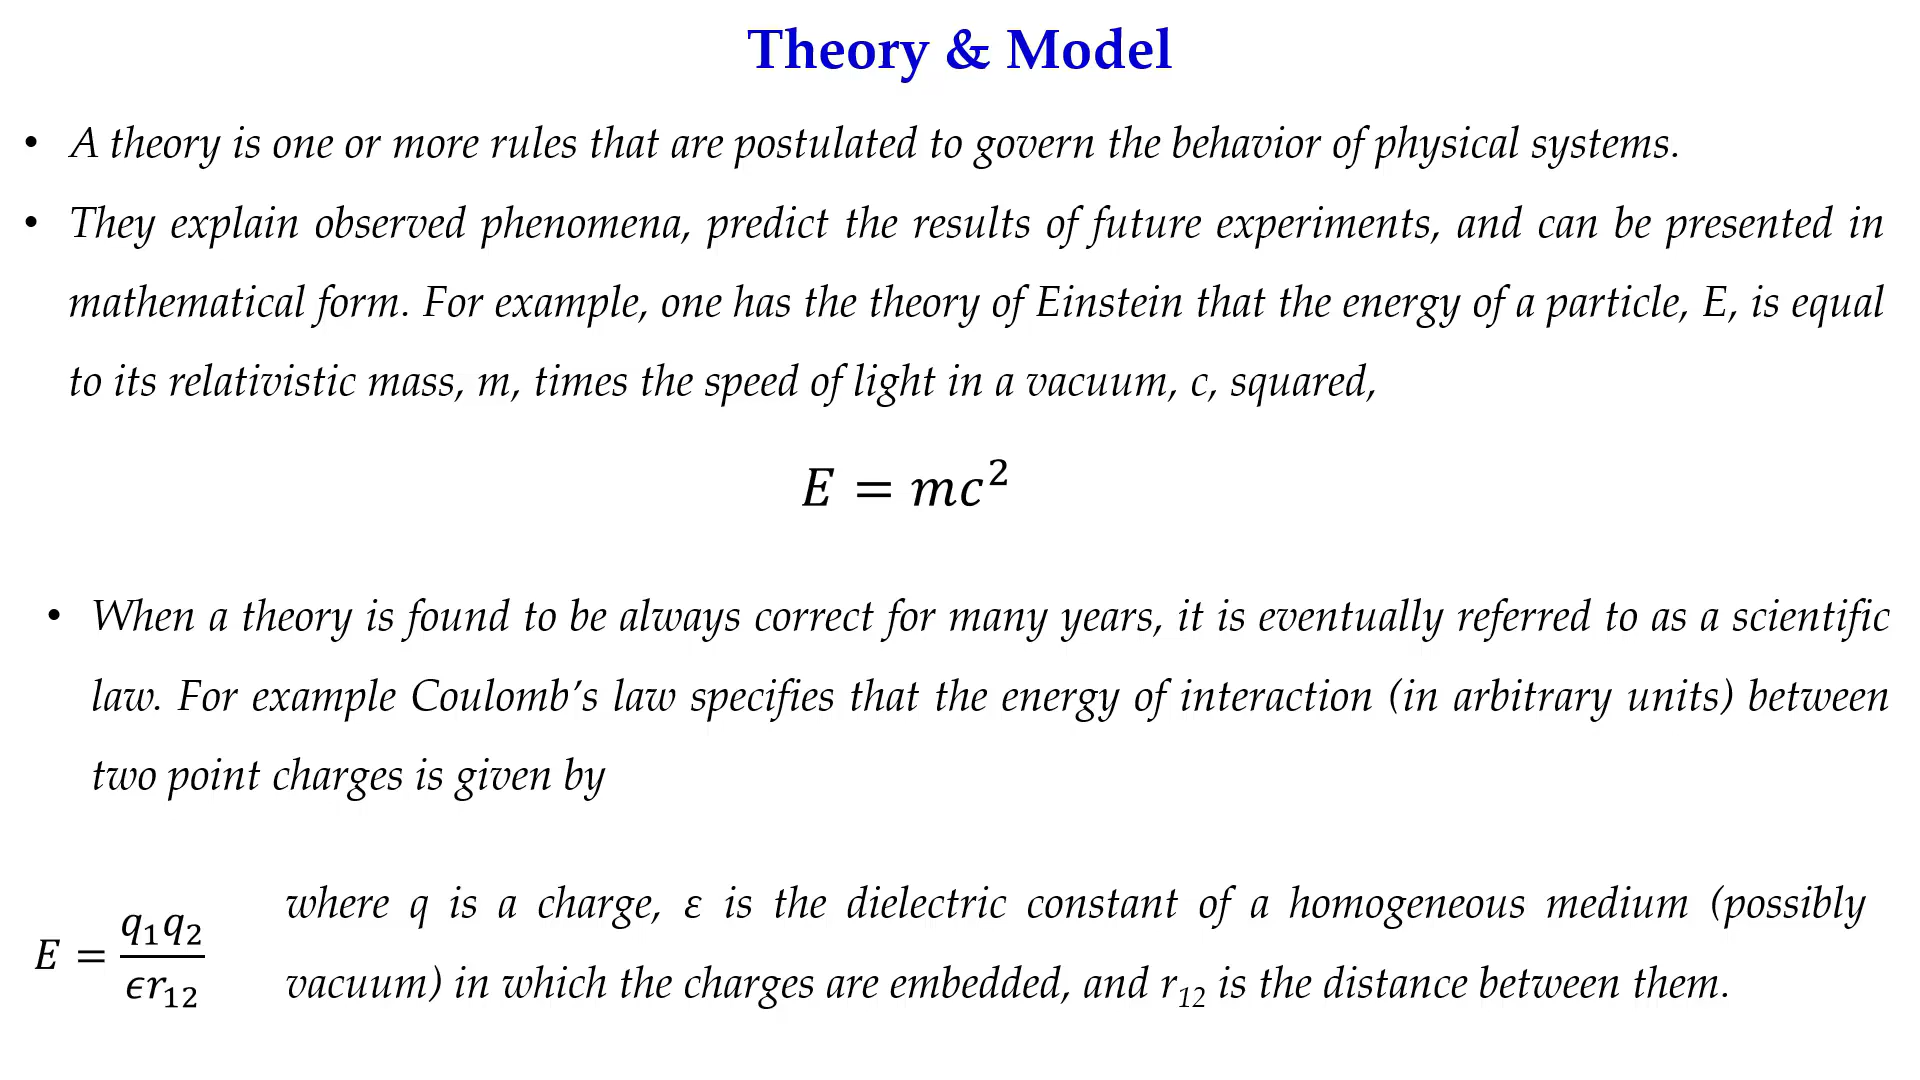 Theory & Model
• A theory is one or more rules that are postulated to govern the behavior of physical systems.
• They explain observed phenomena, predict the results of future experiments, and can be presented in
mathematical form. For example, one has the theory of Einstein that the energy of a particle, E, is equal
to its relativistic mass, m, times the speed of light in a vacuum, c, squared,
E = mc²
• When a theory is found to be always correct for many years, it is eventually referred to as a scientific
law. For example Coulomb’s law specifies that the energy of interaction (in arbitrary units) between
two point charges is given by
E = q₁q₂ / ϵr₁₂
where q is a charge, ε is the dielectric constant of a homogeneous medium (possibly
vacuum) in which the charges are embedded, and r₁₂ is the distance between them.